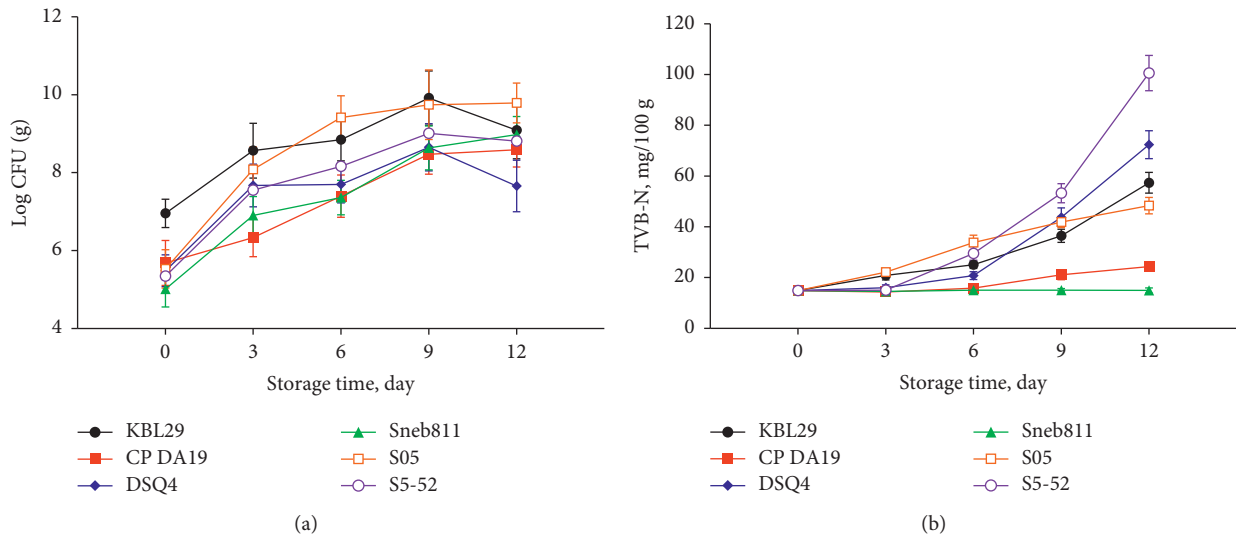 12
10
8
6
4
Log CFU (g)
0 3 6 9 12
Storage time, day
KBL29
CP DA19
DSQ4
Sneb811
S05
S5-52
(a)
120
100
80
60
40
20
0
TVB-N, mg/100 g
0 3 6 9 12
Storage time, day
KBL29
CP DA19
DSQ4
Sneb811
S05
S5-52
(b)